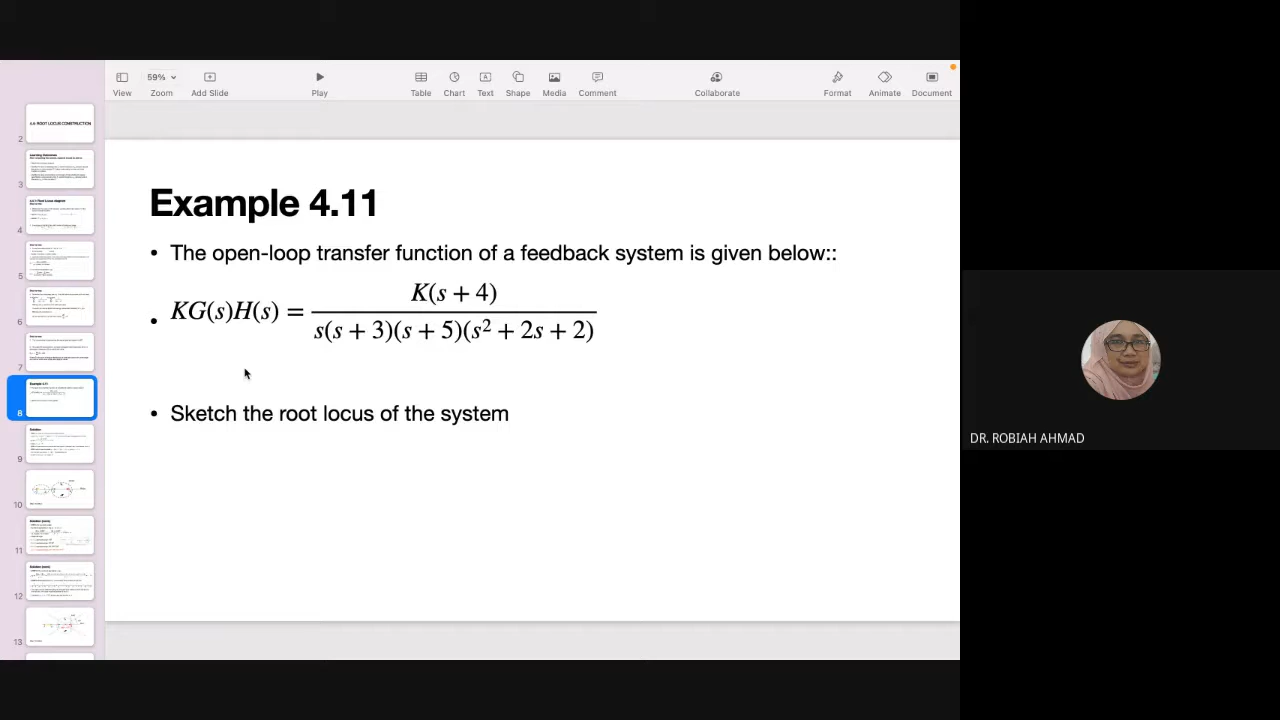 59%
View
Zoom
Add Slide
Play
Table
Chart
Text
Shape
Media
Comment
Collaborate
Format
Animate
Document
2
3
4
5
6
7
8
9
10
11
12
13
Example 4.11
• The open-loop transfer function of a feedback system is given below::
• KG(s)H(s) = K(s + 4) / s(s + 3)(s + 5)(s² + 2s + 2)
• Sketch the root locus of the system
DR. ROBIAH AHMAD